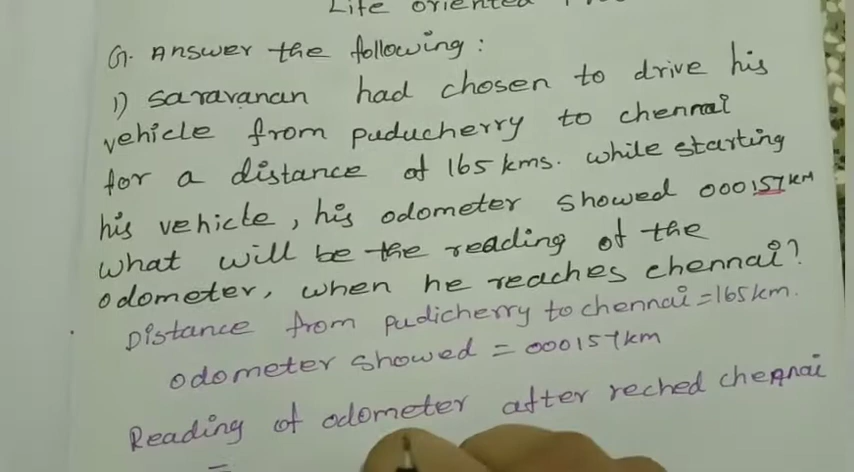 Life oriented
G. Answer the following :
1) Saravanan had chosen to drive his
vehicle from puducherry to chennai
for a distance of 165 kms. while starting
his vehicle, his odometer showed 000157KM
what will be the reading of the
odometer, when he reaches chennai?
Distance from pudicherry to chennai = 165km.
odometer showed = 000157km
Reading of odometer after reched chennai
=